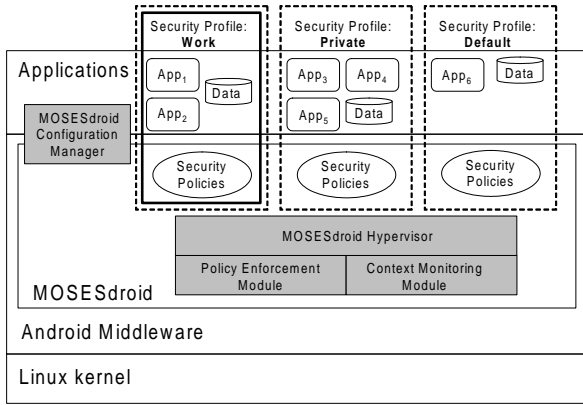 Security Profile:
Work
Security Profile:
Private
Security Profile:
Default
Applications
App1
Data
App2
App3
App4
App5
Data
App6
Data
MOSESdroid
Configuration
Manager
Security
Policies
Security
Policies
Security
Policies
MOSESdroid Hypervisor
Policy Enforcement
Module
Context Monitoring
Module
MOSESdroid
Android Middleware
Linux kernel